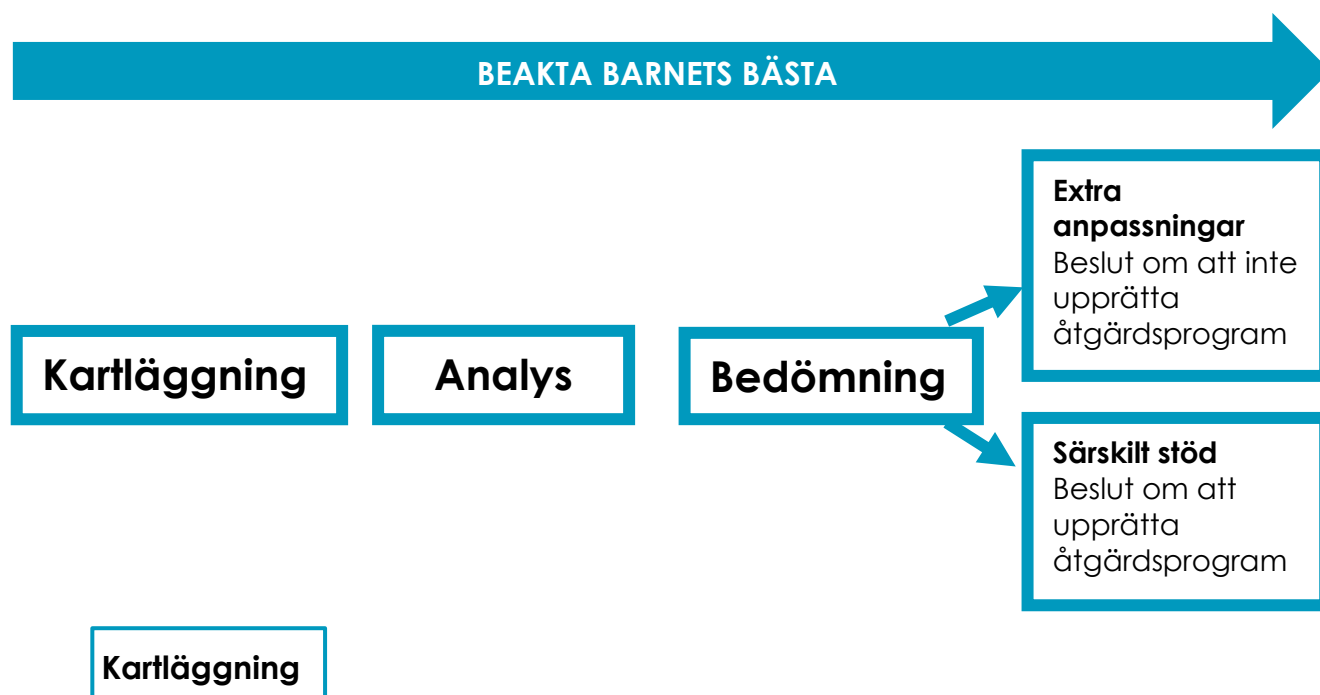 BEAKTA BARNETS BÄSTA
Kartläggning
Analys
Bedömning
Extra
anpassningar
Beslut om att inte
upprätta
åtgärdsprogram
Särskilt stöd
Beslut om att
upprätta
åtgärdsprogram
Kartläggning